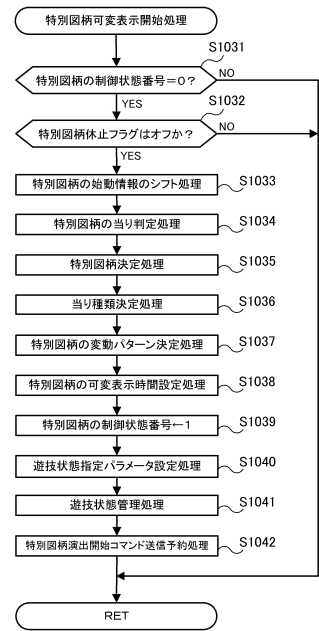 特別図柄可変表示開始処理
S1031
特別図柄の制御状態番号=0?
NO
YES
S1032
特別図柄休止フラグはオフか?
NO
YES
特別図柄の始動情報のシフト処理
S1033
特別図柄の当り判定処理
S1034
特別図柄決定処理
S1035
当り種類決定処理
S1036
特別図柄の変動パターン決定処理
S1037
特別図柄の可変表示時間設定処理
S1038
特別図柄の制御状態番号←1
S1039
遊技状態指定パラメータ設定処理
S1040
遊技状態管理処理
S1041
特別図柄演出開始コマンド送信予約処理
S1042
RET